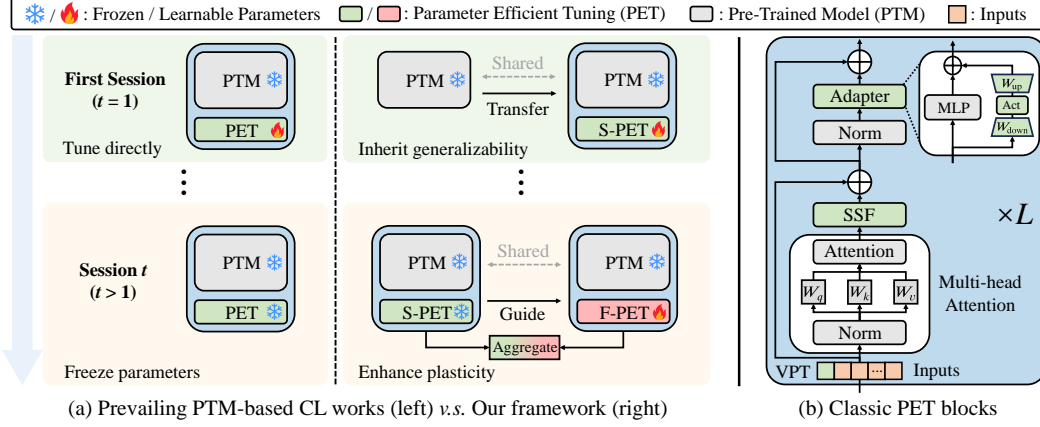 / : Frozen / Learnable Parameters
/ : Parameter Efficient Tuning (PET)
: Pre-Trained Model (PTM)
: Inputs
First Session
(t = 1)
PTM
PET
Tune directly
PTM
Shared
Transfer
PTM
S-PET
Inherit generalizability
Session t
(t > 1)
PTM
PET
Freeze parameters
PTM
S-PET
Shared
Guide
PTM
F-PET
Aggregate
Enhance plasticity
(a) Prevailing PTM-based CL works (left) v.s. Our framework (right)
Adapter
Norm
MLP
W_up
Act
W_down
SSF
×L
Attention
W_q W_k W_v
Norm
Multi-head
Attention
VPT
...
Inputs
(b) Classic PET blocks